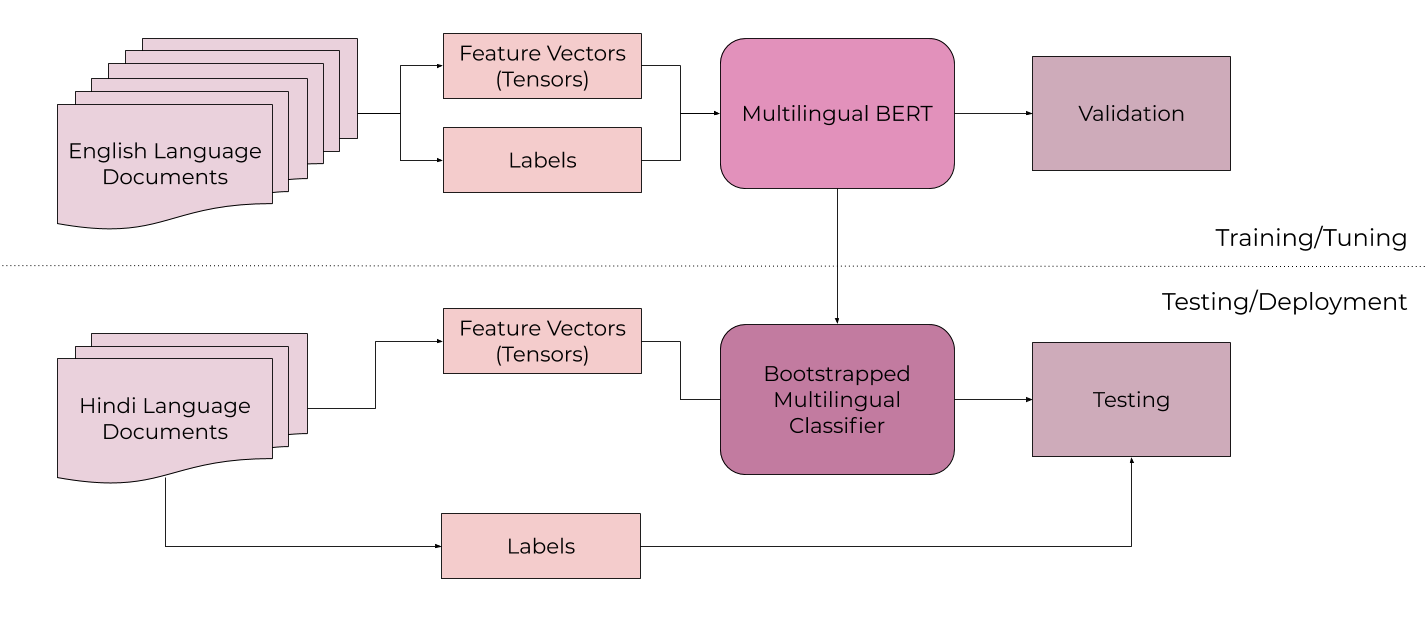 English Language
Documents
Feature Vectors
(Tensors)
Labels
Multilingual BERT
Validation
Training/Tuning
Testing/Deployment
Hindi Language
Documents
Feature Vectors
(Tensors)
Bootstrapped
Multilingual
Classifier
Testing
Labels